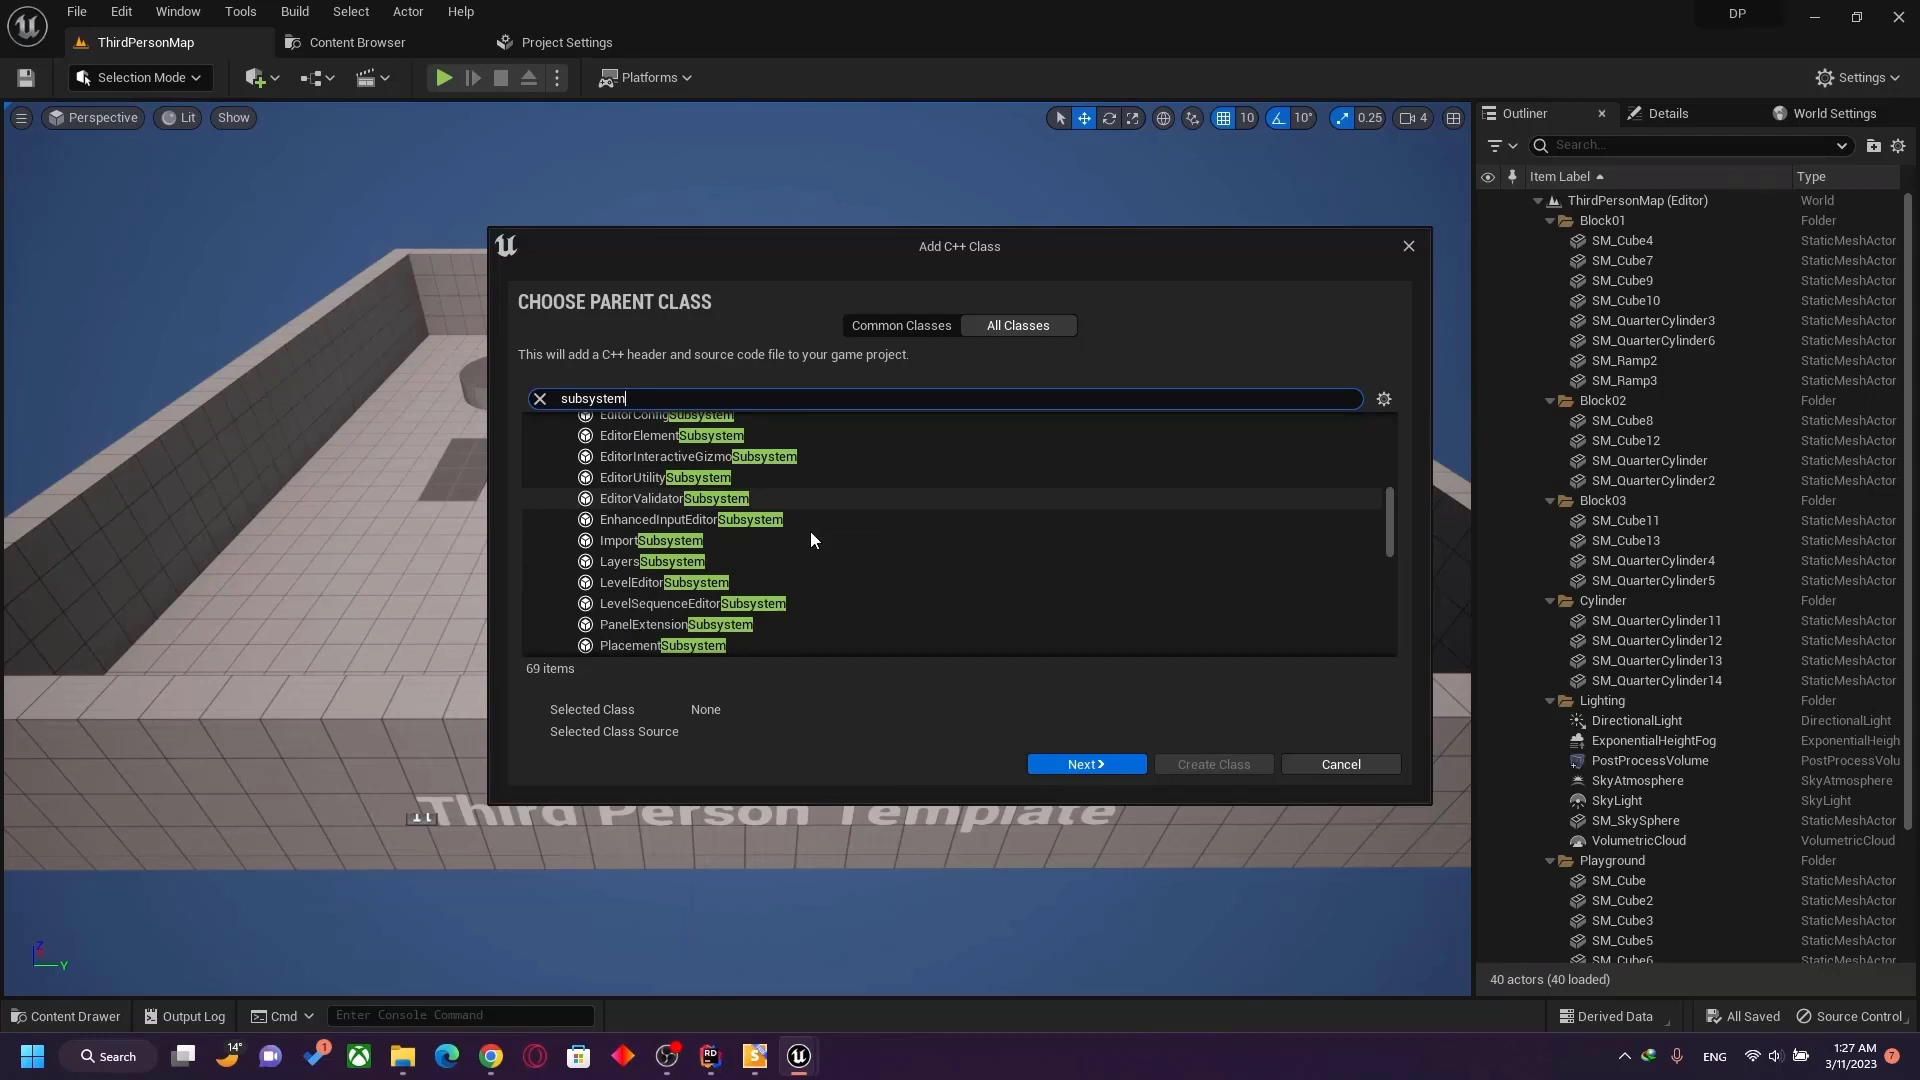 File Edit Window Tools Build Select Actor Help
DP
ThirdPersonMap Content Browser Project Settings
Selection Mode Platforms Settings
Perspective Lit Show 10 10° 0.25 4
Outliner Details World Settings
Search...
Item Label Type
ThirdPersonMap (Editor) World
Block01 Folder
SM_Cube4 StaticMeshActor
SM_Cube7 StaticMeshActor
SM_Cube9 StaticMeshActor
SM_Cube10 StaticMeshActor
SM_QuarterCylinder3 StaticMeshActor
SM_QuarterCylinder6 StaticMeshActor
SM_Ramp2 StaticMeshActor
SM_Ramp3 StaticMeshActor
Block02 Folder
SM_Cube8 StaticMeshActor
SM_Cube12 StaticMeshActor
SM_QuarterCylinder StaticMeshActor
SM_QuarterCylinder2 StaticMeshActor
Block03 Folder
SM_Cube11 StaticMeshActor
SM_Cube13 StaticMeshActor
SM_QuarterCylinder4 StaticMeshActor
SM_QuarterCylinder5 StaticMeshActor
Cylinder Folder
SM_QuarterCylinder11 StaticMeshActor
SM_QuarterCylinder12 StaticMeshActor
SM_QuarterCylinder13 StaticMeshActor
SM_QuarterCylinder14 StaticMeshActor
Lighting Folder
DirectionalLight DirectionalLight
ExponentialHeightFog ExponentialHeigh
PostProcessVolume PostProcessVolu
SkyAtmosphere SkyAtmosphere
SkyLight SkyLight
SM_SkySphere StaticMeshActor
VolumetricCloud VolumetricCloud
Playground Folder
SM_Cube StaticMeshActor
SM_Cube2 StaticMeshActor
SM_Cube3 StaticMeshActor
SM_Cube5 StaticMeshActor
SM_Cube6 StaticMeshActor
40 actors (40 loaded)
Add C++ Class
CHOOSE PARENT CLASS
Common Classes All Classes
This will add a C++ header and source code file to your game project.
subsystem
EditorConfigSubsystem
EditorElementSubsystem
EditorInteractiveGizmoSubsystem
EditorUtilitySubsystem
EditorValidatorSubsystem
EnhancedInputEditorSubsystem
ImportSubsystem
LayersSubsystem
LevelEditorSubsystem
LevelSequenceEditorSubsystem
PanelExtensionSubsystem
PlacementSubsystem
69 items
Selected Class None
Selected Class Source
Next Create Class Cancel
Third Person Template
Z
Y
Content Drawer Output Log Cmd Enter Console Command Derived Data All Saved Source Control
Search 14° 1 RD ENG 1:27 AM
3/11/2023 7